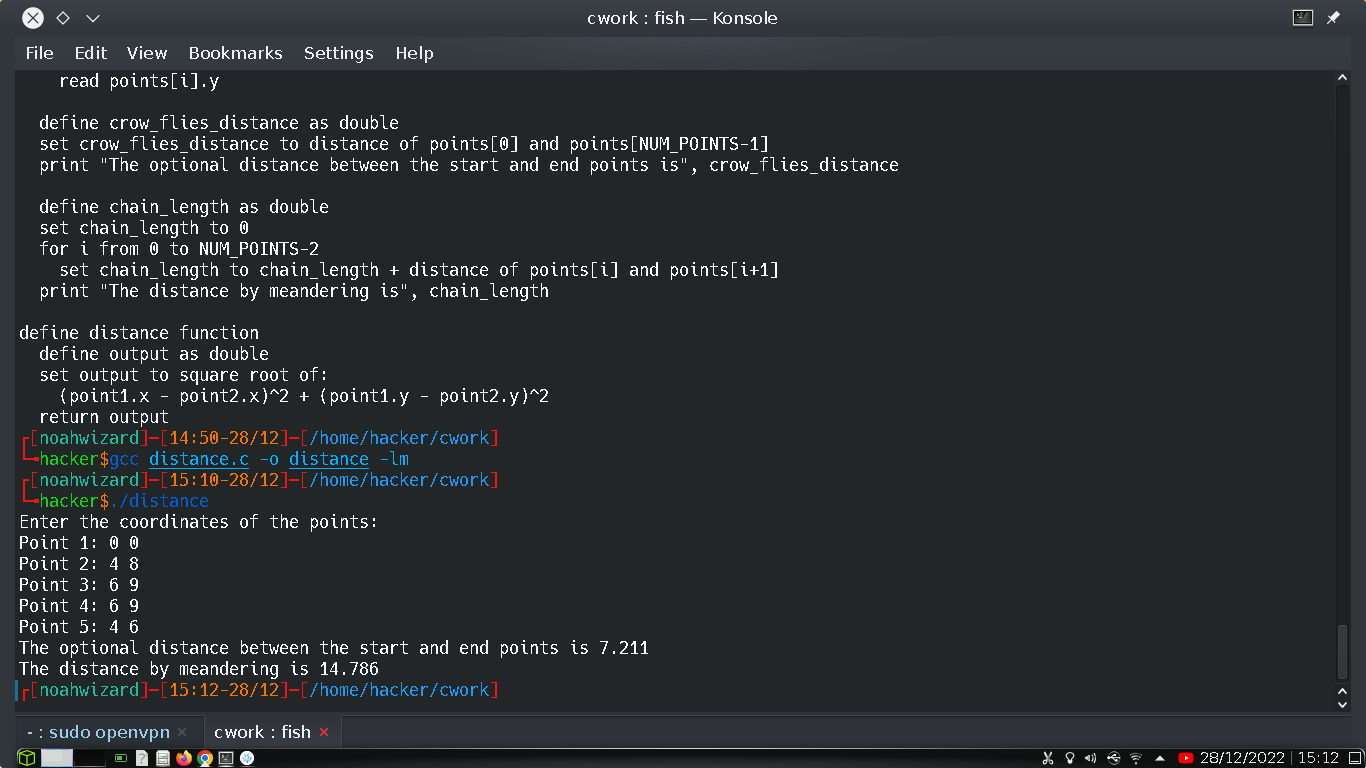 cwork : fish — Konsole
File Edit View Bookmarks Settings Help
    read points[i].y
  define crow_flies_distance as double
  set crow_flies_distance to distance of points[0] and points[NUM_POINTS-1]
  print "The optional distance between the start and end points is", crow_flies_distance
  define chain_length as double
  set chain_length to 0
  for i from 0 to NUM_POINTS-2
    set chain_length to chain_length + distance of points[i] and points[i+1]
  print "The distance by meandering is", chain_length
define distance function
  define output as double
  set output to square root of:
    (point1.x - point2.x)^2 + (point1.y - point2.y)^2
  return output
┌[noahwizard]─[14:50-28/12]─[/home/hacker/cwork]
└╼hacker$gcc distance.c -o distance -lm
┌[noahwizard]─[15:10-28/12]─[/home/hacker/cwork]
└╼hacker$./distance
Enter the coordinates of the points:
Point 1: 0 0
Point 2: 4 8
Point 3: 6 9
Point 4: 6 9
Point 5: 4 6
The optional distance between the start and end points is 7.211
The distance by meandering is 14.786
┌[noahwizard]─[15:12-28/12]─[/home/hacker/cwork]
- : sudo openvpn × cwork : fish ×
28/12/2022 | 15:12